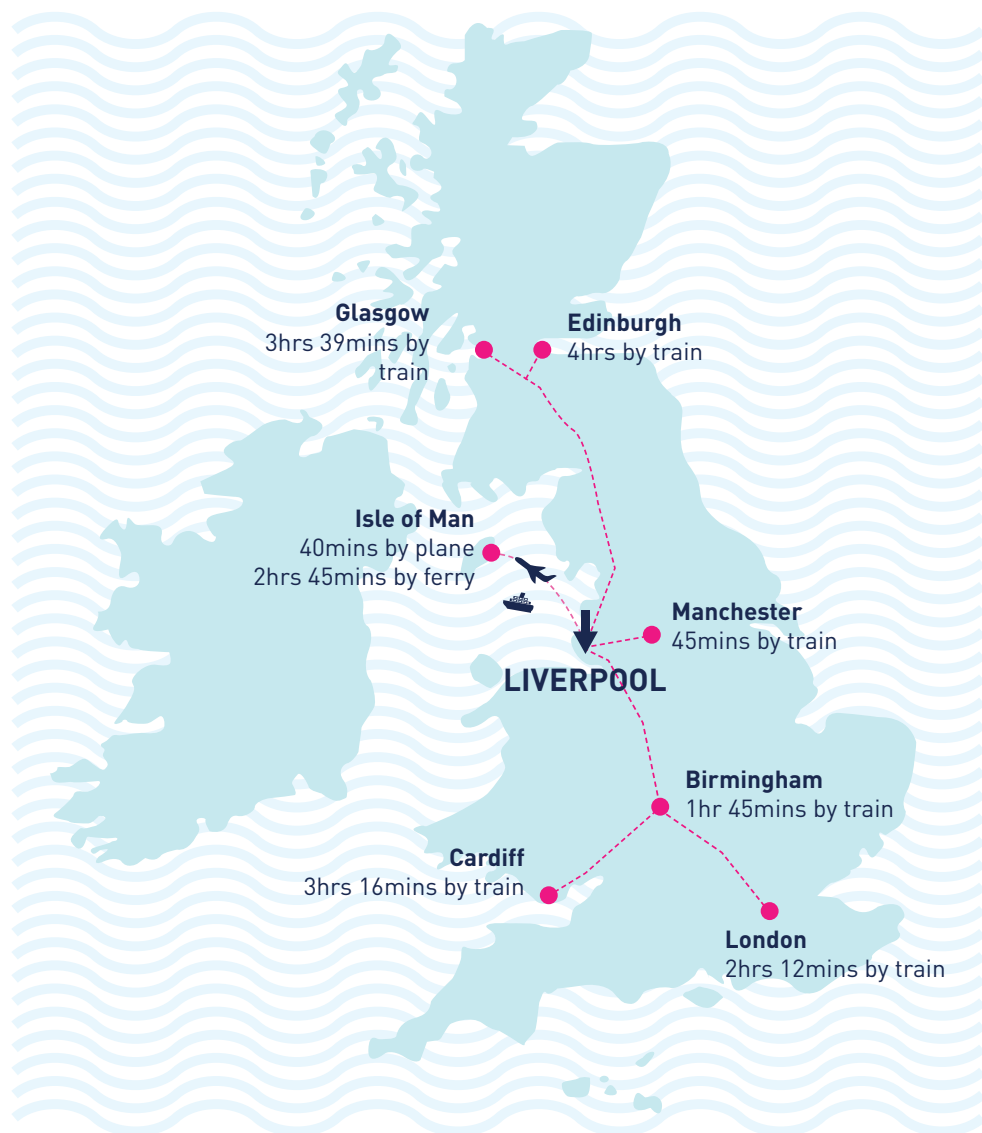 Glasgow
3hrs 39mins by
train
Edinburgh
4hrs by train
Isle of Man
40mins by plane
2hrs 45mins by ferry
Manchester
45mins by train
LIVERPOOL
Birmingham
1hr 45mins by train
Cardiff
3hrs 16mins by train
London
2hrs 12mins by train